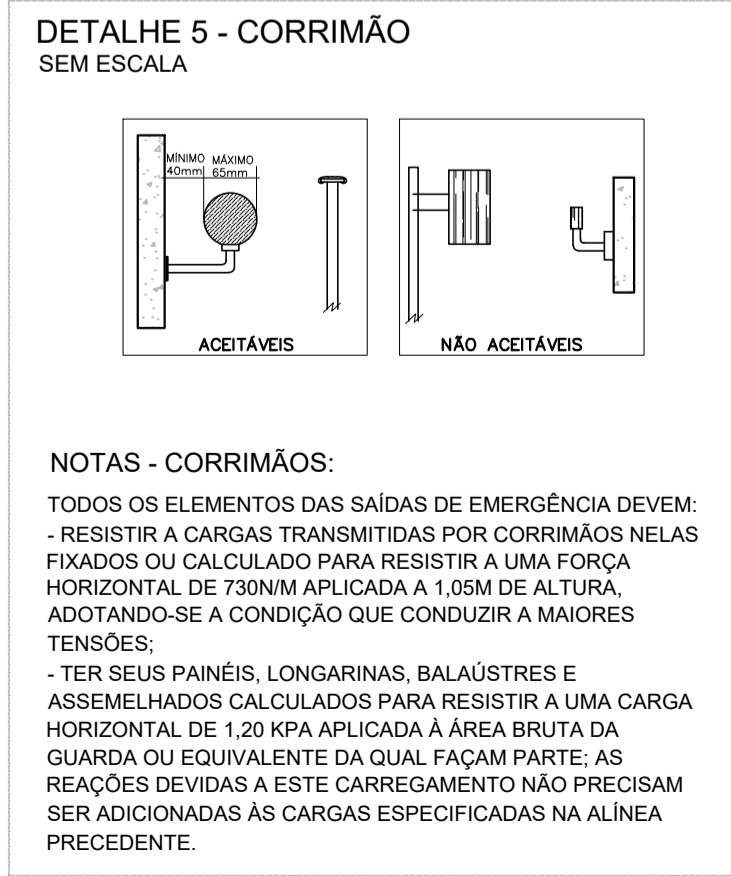 DETALHE 5 - CORRIMÃO
SEM ESCALA
MÍNIMO MÁXIMO
40mm 65mm
ACEITÁVEIS
NÃO ACEITÁVEIS
NOTAS - CORRIMÃOS:
TODOS OS ELEMENTOS DAS SAÍDAS DE EMERGÊNCIA DEVEM:
- RESISTIR A CARGAS TRANSMITIDAS POR CORRIMÃOS NELAS
FIXADOS OU CALCULADO PARA RESISTIR A UMA FORÇA
HORIZONTAL DE 730N/M APLICADA A 1,05M DE ALTURA,
ADOTANDO-SE A CONDIÇÃO QUE CONDUZIR A MAIORES
TENSÕES;
- TER SEUS PAINÉIS, LONGARINAS, BALAÚSTRES E
ASSEMELHADOS CALCULADOS PARA RESISTIR A UMA CARGA
HORIZONTAL DE 1,20 KPA APLICADA À ÁREA BRUTA DA
GUARDA OU EQUIVALENTE DA QUAL FAÇAM PARTE; AS
REAÇÕES DEVIDAS A ESTE CARREGAMENTO NÃO PRECISAM
SER ADICIONADAS ÀS CARGAS ESPECIFICADAS NA ALÍNEA
PRECEDENTE.